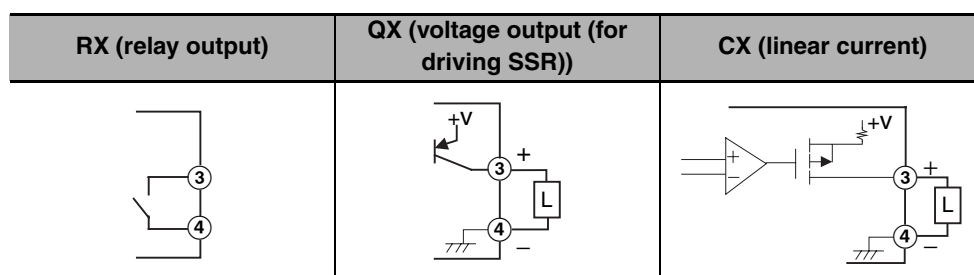 RX (relay output)
QX (voltage output (for
driving SSR))
CX (linear current)
3
4
+V
+
3
L
4
–
+
–
+V
+
3
L
4
–